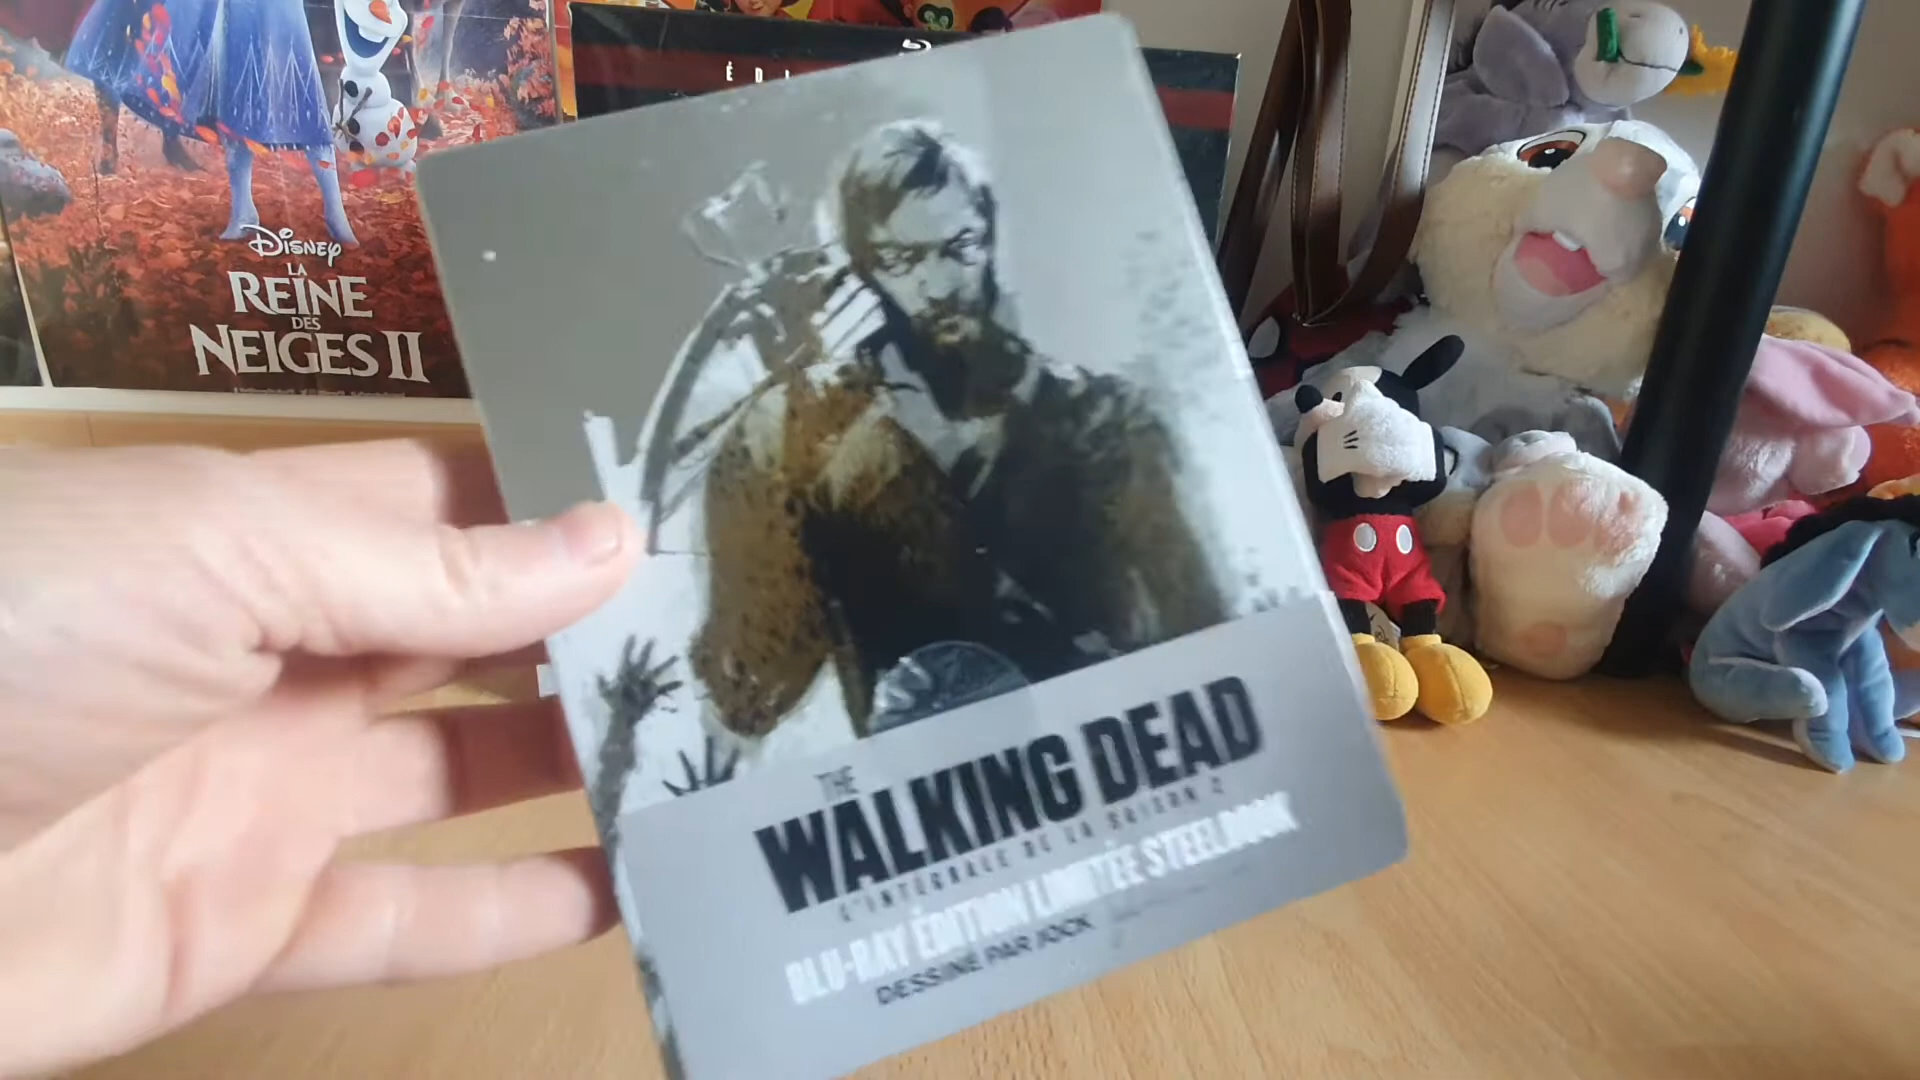 DISNEY
LA
REINE
DES
NEIGES II
ÉDI
THE
WALKING DEAD
L'INTÉGRALE DE LA SAISON 2
BLU-RAY ÉDITION LIMITÉE STEELBOOK
DESSINÉ PAR JOCK